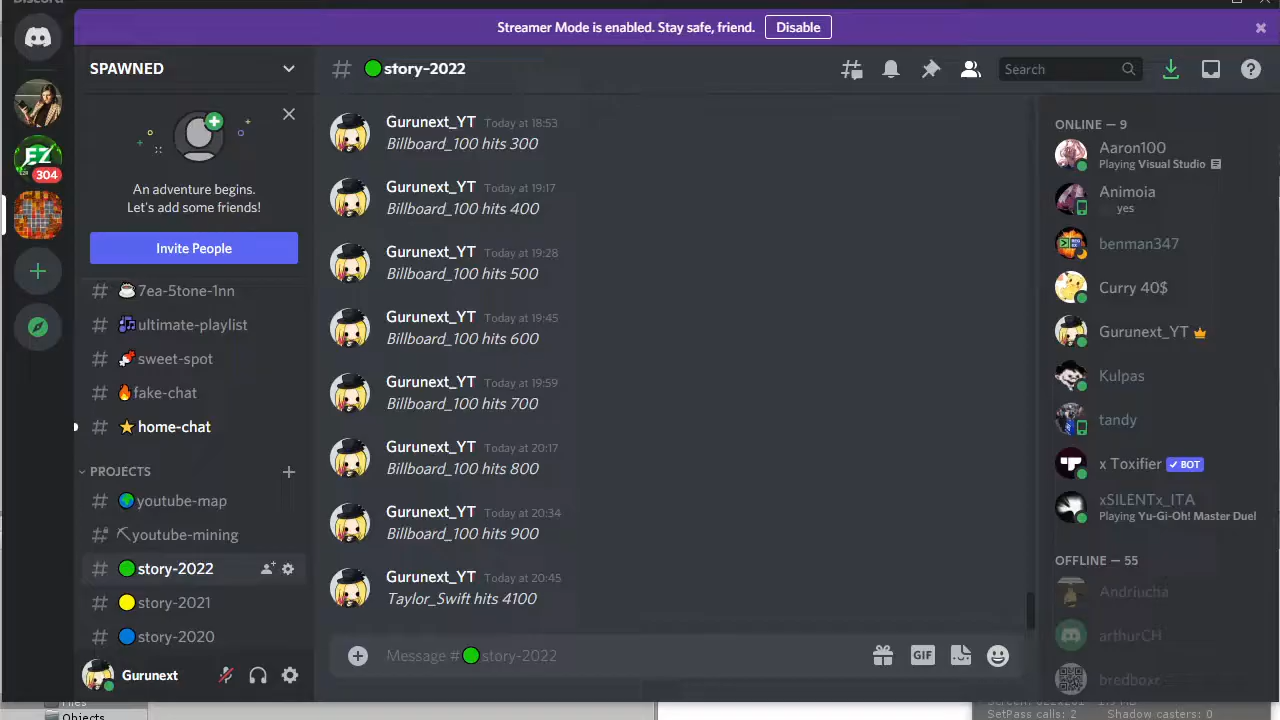 Discord
Streamer Mode is enabled. Stay safe, friend.
Disable
SPAWNED
story-2022
Search
304
An adventure begins.
Let's add some friends!
Invite People
7ea-5tone-1nn
ultimate-playlist
sweet-spot
fake-chat
home-chat
PROJECTS
youtube-map
youtube-mining
story-2022
story-2021
story-2020
Gurunext
Gurunext_YT Today at 18:53
Billboard_100 hits 300
Gurunext_YT Today at 19:17
Billboard_100 hits 400
Gurunext_YT Today at 19:28
Billboard_100 hits 500
Gurunext_YT Today at 19:45
Billboard_100 hits 600
Gurunext_YT Today at 19:59
Billboard_100 hits 700
Gurunext_YT Today at 20:17
Billboard_100 hits 800
Gurunext_YT Today at 20:34
Billboard_100 hits 900
Gurunext_YT Today at 20:45
Taylor_Swift hits 4100
Message # story-2022
GIF
ONLINE — 9
Aaron100
Playing Visual Studio
Animoia
yes
benman347
Curry 40$
Gurunext_YT
Kulpas
tandy
x Toxifier BOT
xSILENTx_ITA
Playing Yu-Gi-Oh! Master Duel
OFFLINE — 55
Andriucha
arthurCH
bredboxr
Files
Objects
SetPass calls: 2 Shadow casters: 0